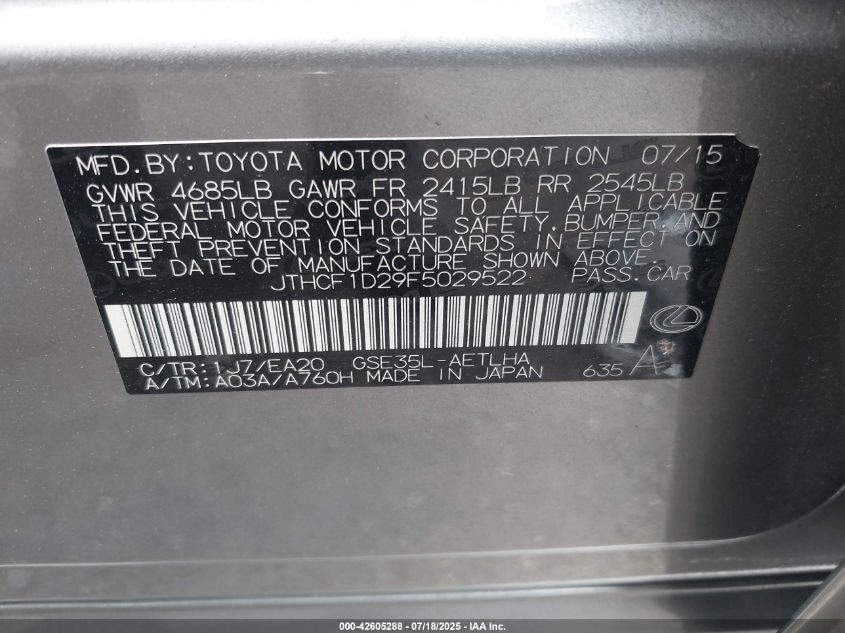 MFD. BY: TOYOTA MOTOR CORPORATION 07/15
GVWR 4685LB GAWR FR 2415LB RR 2545LB
THIS VEHICLE CONFORMS TO ALL APPLICABLE
FEDERAL MOTOR VEHICLE SAFETY, BUMPER, AND
THEFT PREVENTION STANDARDS IN EFFECT ON
THE DATE OF MANUFACTURE SHOWN ABOVE.
JTHCF1D29F5029522 PASS. CAR
C/TR: 1J7/EA20 GSE35L-AETLHA
A/TM: A03A/A760H MADE IN JAPAN 635 A
000-42605288 - 07/18/2025 - IAA Inc.